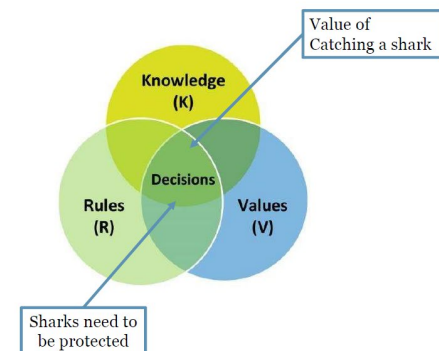 Value of
Catching a shark
Knowledge
(K)
Decisions
Rules
(R)
Values
(V)
Sharks need to
be protected